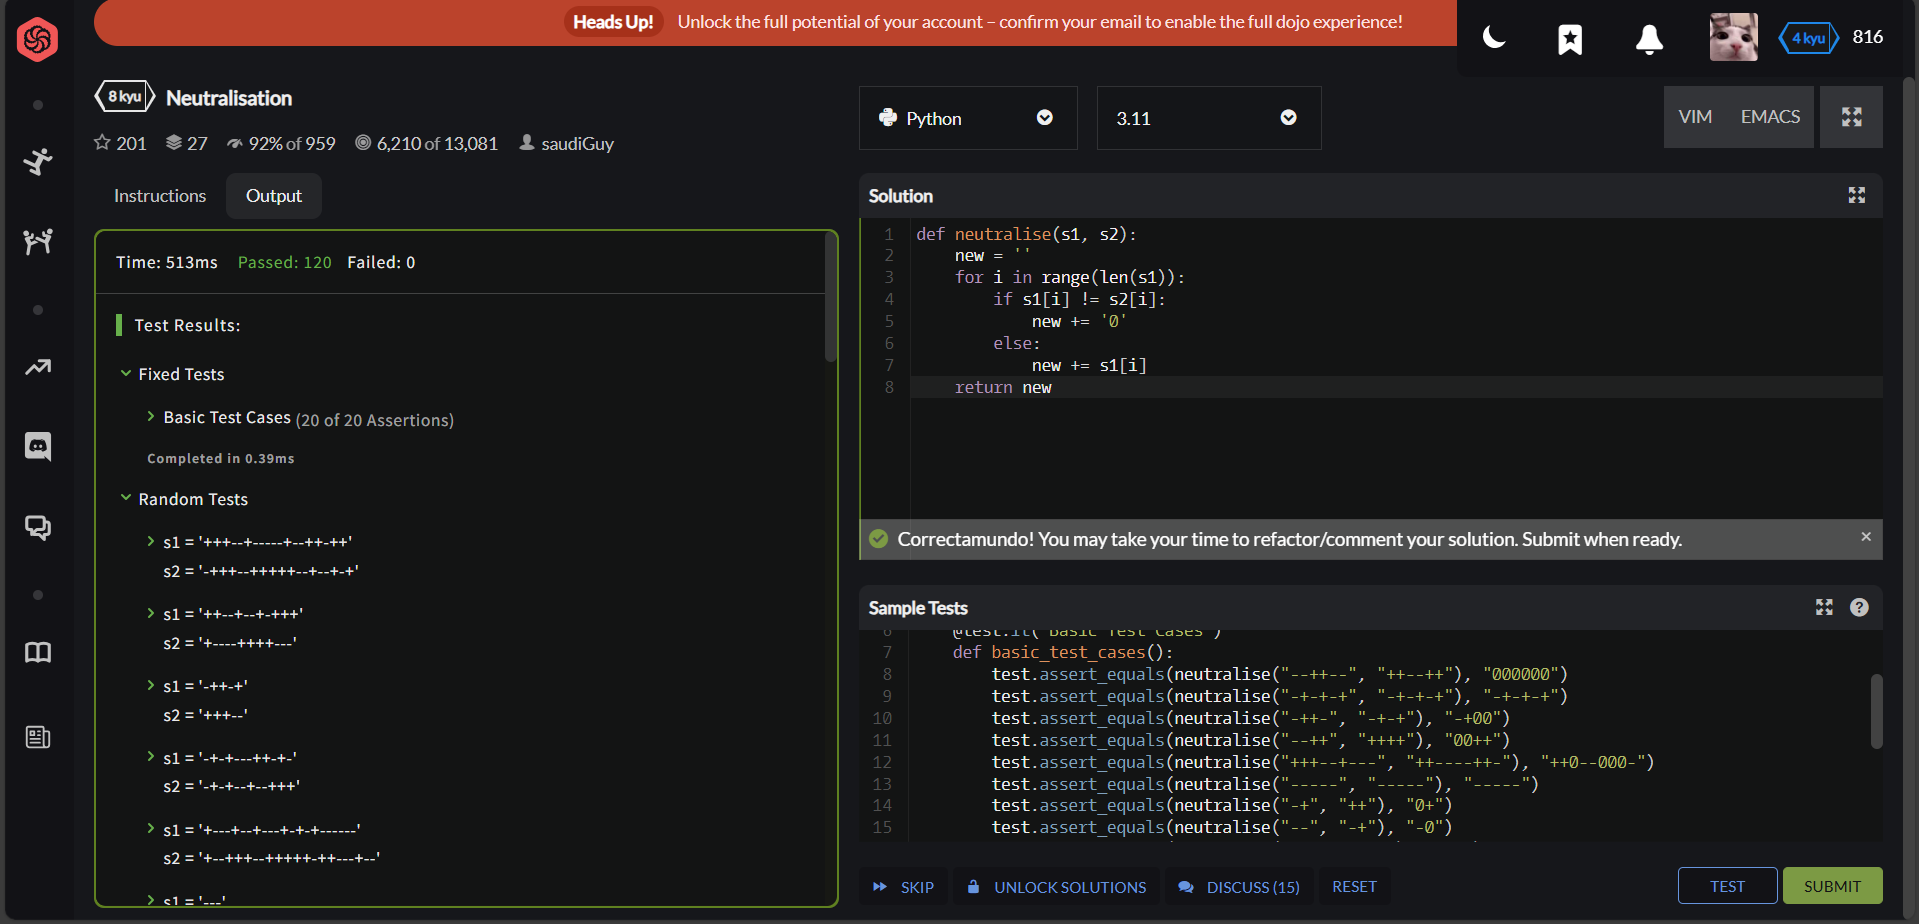 Heads Up! Unlock the full potential of your account – confirm your email to enable the full dojo experience!
4 kyu 816
8 kyu Neutralisation
201 27 92% of 959 6,210 of 13,081 saudiGuy
Instructions Output
Time: 513ms Passed: 120 Failed: 0
Test Results:
Fixed Tests
Basic Test Cases (20 of 20 Assertions)
Completed in 0.39ms
Random Tests
s1 = '+++--+-----+--++-++'
s2 = '-+++--+++++--+--+-+'
s1 = '++--+--+-+++'
s2 = '+----++++---'
s1 = '-++-+'
s2 = '+++--'
s1 = '-+-+---++-+-'
s2 = '-+-+--+--+++'
s1 = '+---+--+---+-+-+------'
s2 = '+--+++--+++++-++---+--'
s1 = '---'
Python 3.11
VIM EMACS
Solution
1 def neutralise(s1, s2):
2 new = ''
3 for i in range(len(s1)):
4 if s1[i] != s2[i]:
5 new += '0'
6 else:
7 new += s1[i]
8 return new
Correctamundo! You may take your time to refactor/comment your solution. Submit when ready. ×
Sample Tests ?
6 @test.it("Basic Test Cases")
7 def basic_test_cases():
8 test.assert_equals(neutralise("--++--", "++--++"), "000000")
9 test.assert_equals(neutralise("-+-+-+", "-+-+-+"), "-+-+-+")
10 test.assert_equals(neutralise("-++-", "-+-+"), "-+00")
11 test.assert_equals(neutralise("--++", "++++"), "00++")
12 test.assert_equals(neutralise("+++--+---", "++----++-"), "++0--000-")
13 test.assert_equals(neutralise("-----", "-----"), "-----")
14 test.assert_equals(neutralise("-+", "++"), "0+")
15 test.assert_equals(neutralise("--", "-+"), "-0")
SKIP UNLOCK SOLUTIONS DISCUSS (15) RESET TEST SUBMIT